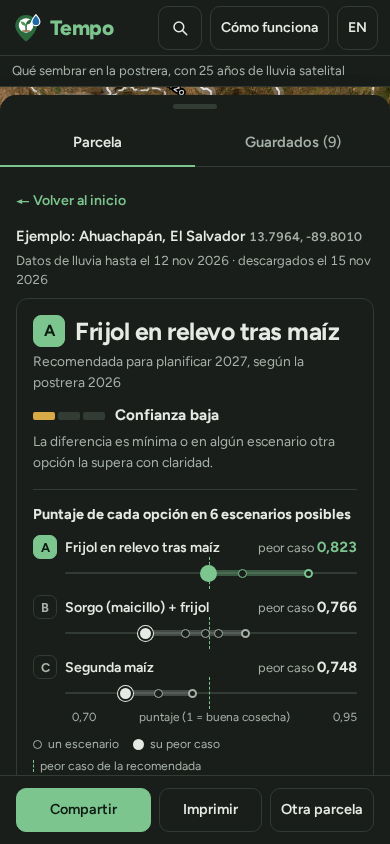 Tempo
Cómo funciona
EN
Qué sembrar en la postrera, con 25 años de lluvia satelital
Parcela
Guardados (9)
← Volver al inicio
Ejemplo: Ahuachapán, El Salvador 13.7964, -89.8010
Datos de lluvia hasta el 12 nov 2026 · descargados el 15 nov
2026
A Frijol en relevo tras maíz
Recomendada para planificar 2027, según la
postrera 2026
Confianza baja
La diferencia es mínima o en algún escenario otra
opción la supera con claridad.
Puntaje de cada opción en 6 escenarios posibles
A Frijol en relevo tras maíz peor caso 0,823
B Sorgo (maicillo) + frijol peor caso 0,766
C Segunda maíz peor caso 0,748
0,70 puntaje (1 = buena cosecha) 0,95
un escenario su peor caso
peor caso de la recomendada
Compartir
Imprimir
Otra parcela